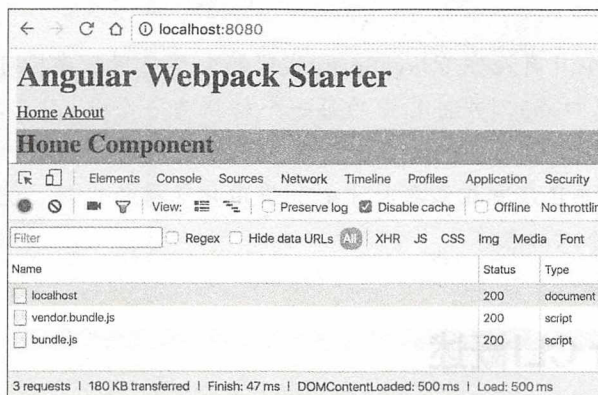 localhost:8080
Angular Webpack Starter
Home About
Home Component
Elements Console Sources Network Timeline Profiles Application Security
View: Preserve log Disable cache Offline No throttlin
Filter Regex Hide data URLs All XHR JS CSS Img Media Font
Name Status Type
localhost 200 document
vendor.bundle.js 200 script
bundle.js 200 script
3 requests | 180 KB transferred | Finish: 47 ms | DOMContentLoaded: 500 ms | Load: 500 ms